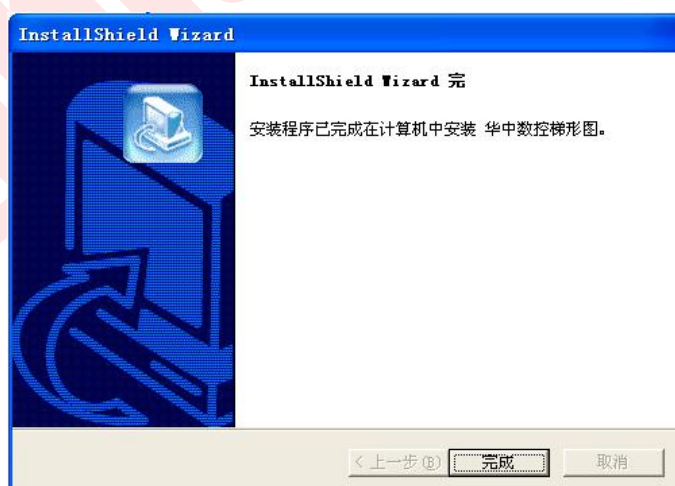 InstallShield Wizard
InstallShield Wizard 完
安装程序已完成在计算机中安装 华中数控梯形图。
< 上一步(B)
完成
取消